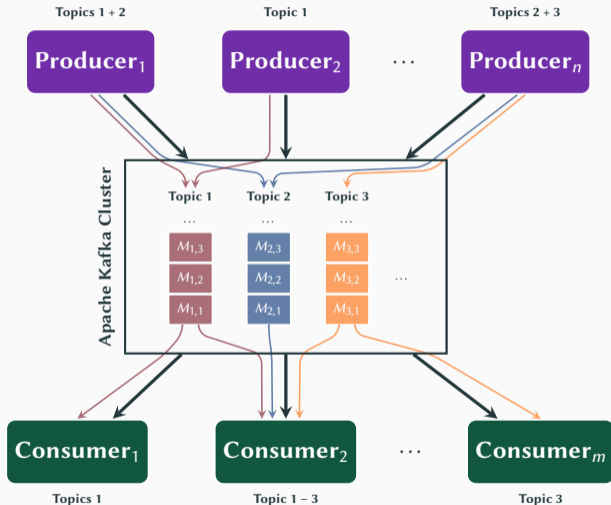 Topics 1 + 2
Topic 1
Topics 2 + 3
Producer₁
Producer₂
...
Producerₙ
Apache Kafka Cluster
Topic 1
Topic 2
Topic 3
...
...
...
M₁,₃
M₂,₃
M₃,₃
M₁,₂
M₂,₂
M₃,₂
...
M₁,₁
M₂,₁
M₃,₁
Consumer₁
Consumer₂
...
Consumerₘ
Topics 1
Topic 1 – 3
Topic 3